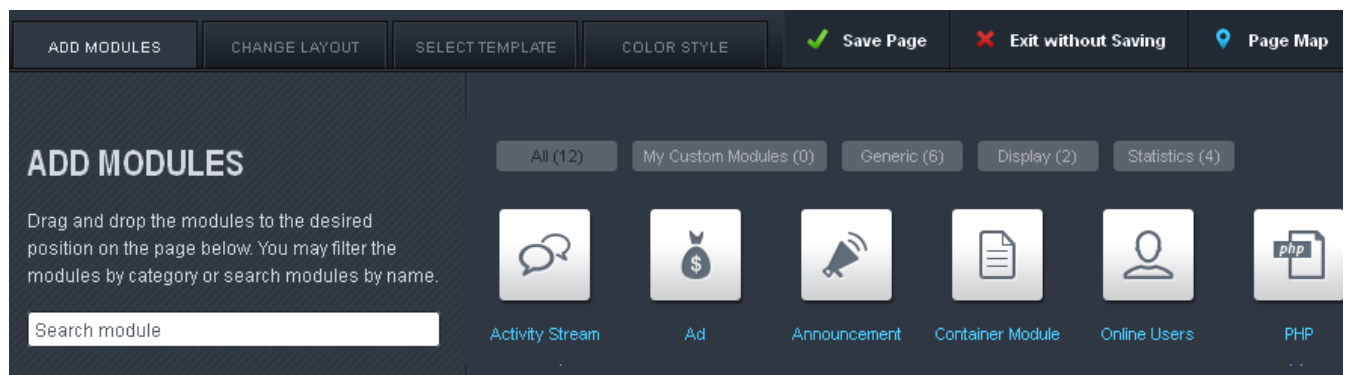 ADD MODULES CHANGE LAYOUT SELECT TEMPLATE COLOR STYLE Save Page Exit without Saving Page Map
ADD MODULES
Drag and drop the modules to the desired
position on the page below. You may filter the
modules by category or search modules by name.
Search module
All (12) My Custom Modules (0) Generic (6) Display (2) Statistics (4)
$ php
Activity Stream Ad Announcement Container Module Online Users PHP